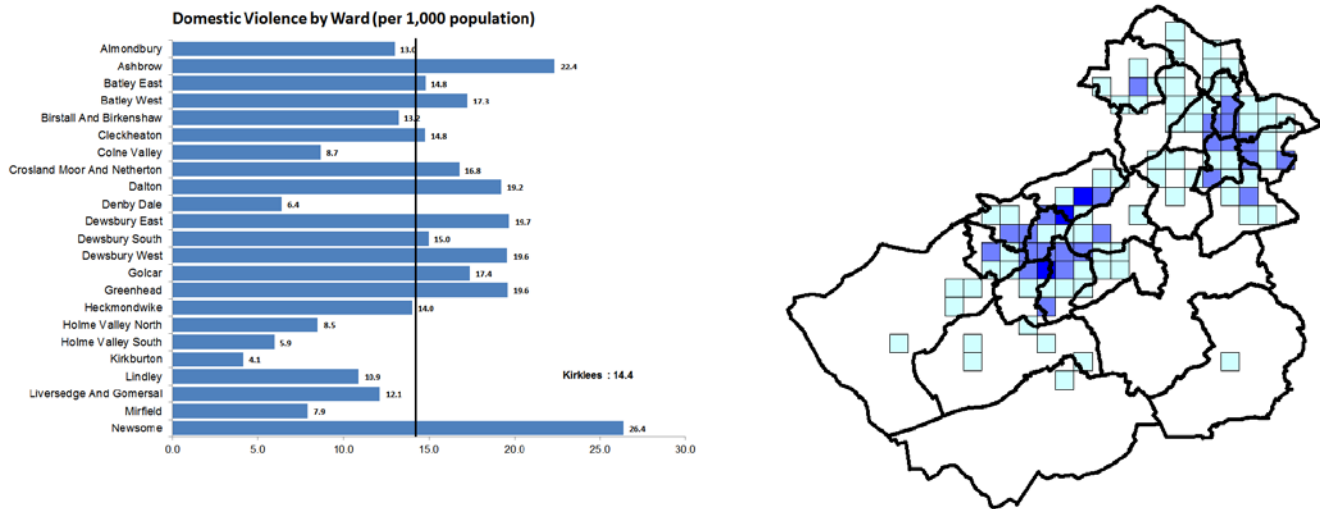 Domestic Violence by Ward (per 1,000 population)
Almondbury 13.0
Ashbrow 22.4
Batley East 14.8
Batley West 17.3
Birstall And Birkenshaw 13.2
Cleckheaton 14.8
Colne Valley 8.7
Crosland Moor And Netherton 16.8
Dalton 19.2
Denby Dale 6.4
Dewsbury East 19.7
Dewsbury South 15.0
Dewsbury West 19.6
Golcar 17.4
Greenhead 19.6
Heckmondwike 14.0
Holme Valley North 8.5
Holme Valley South 5.9
Kirkburton 4.1
Lindley 10.9
Kirklees : 14.4
Liversedge And Gomersal 12.1
Mirfield 7.9
Newsome 26.4
0.0 5.0 10.0 15.0 20.0 25.0 30.0